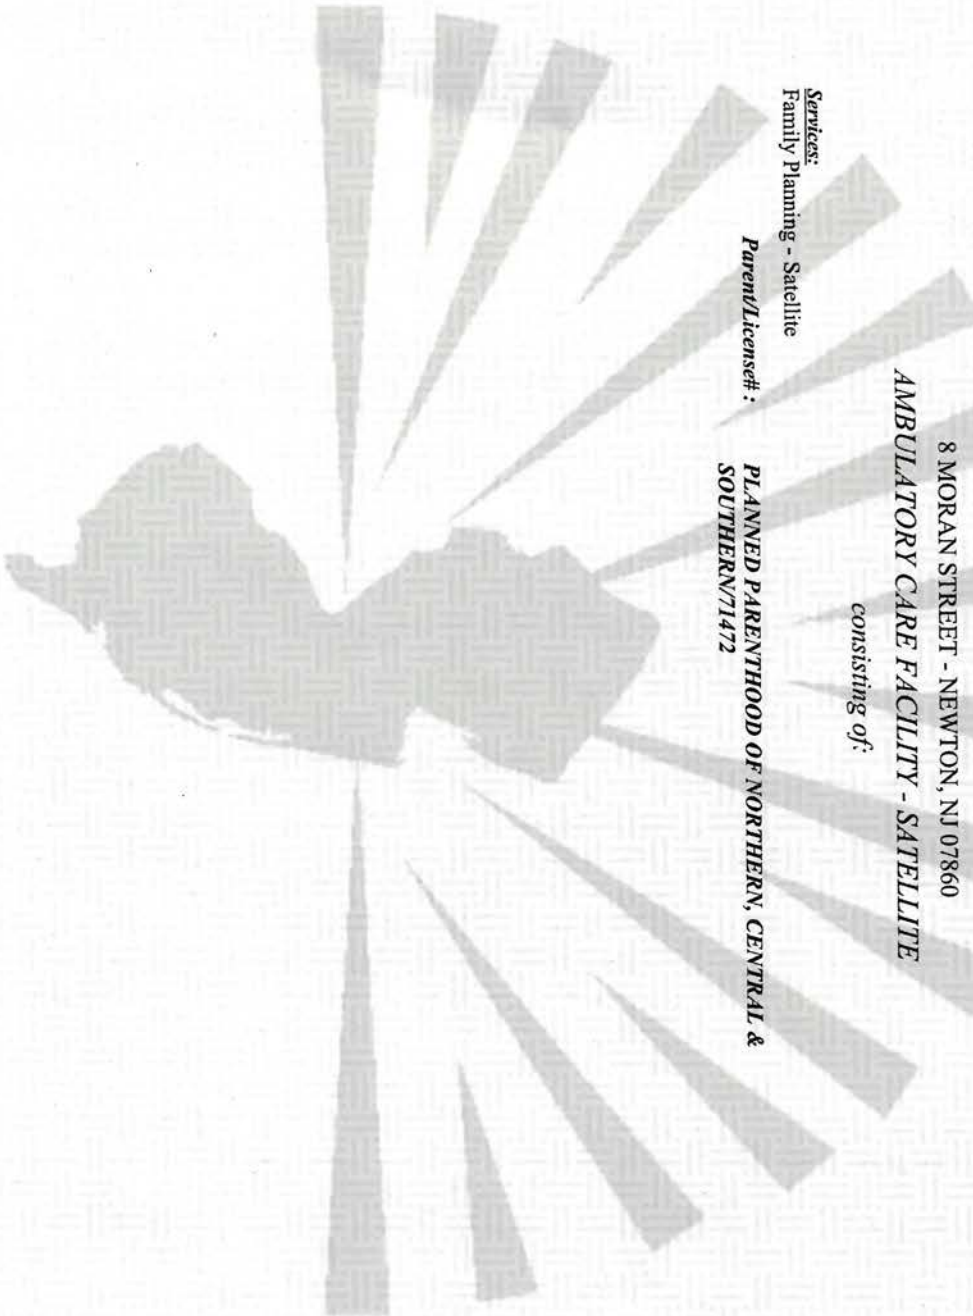 8 MORAN STREET - NEWTON, NJ 07860
AMBULATORY CARE FACILITY - SATELLITE
consisting of:
Services:
Family Planning - Satellite
Parent/License# : PLANNED PARENTHOOD OF NORTHERN, CENTRAL &
SOUTHERN/71472